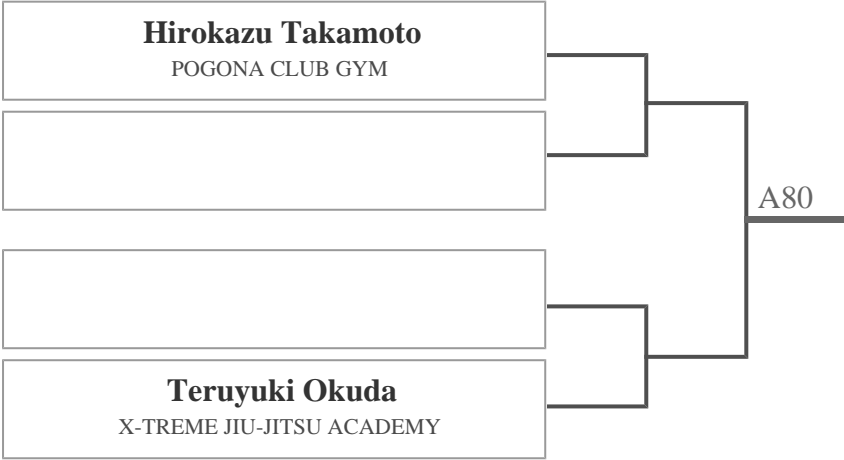 Hirokazu Takamoto
POGONA CLUB GYM
A80
Teruyuki Okuda
X-TREME JIU-JITSU ACADEMY